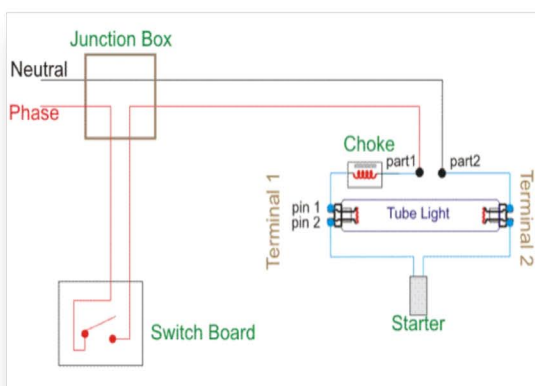 Junction Box
Neutral
Phase
Choke
part1
part2
Terminal 1
pin 1
pin 2
Tube Light
Terminal 2
Starter
Switch Board